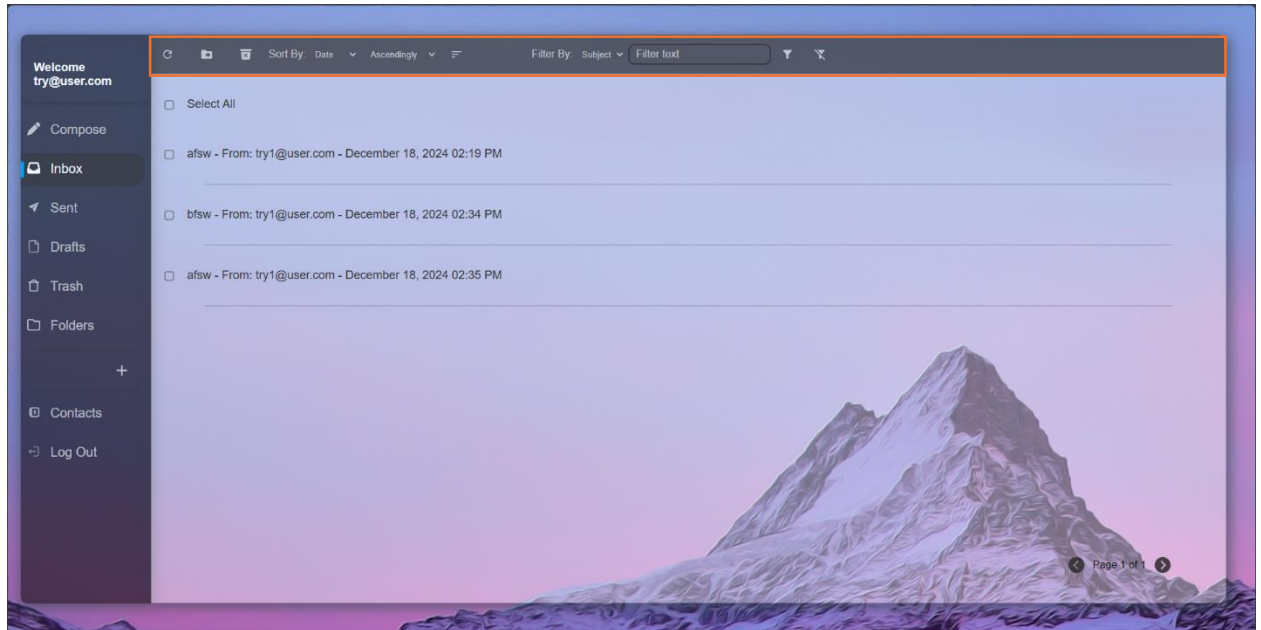 Welcome
try@user.com
Sort By: Date Ascendingly Filter By: Subject Filter text
Select All
Compose
afsw - From: try1@user.com - December 18, 2024 02:19 PM
Inbox
Sent
bfsw - From: try1@user.com - December 18, 2024 02:34 PM
Drafts
afsw - From: try1@user.com - December 18, 2024 02:35 PM
Trash
Folders
+
Contacts
Log Out
Page 1 of 1